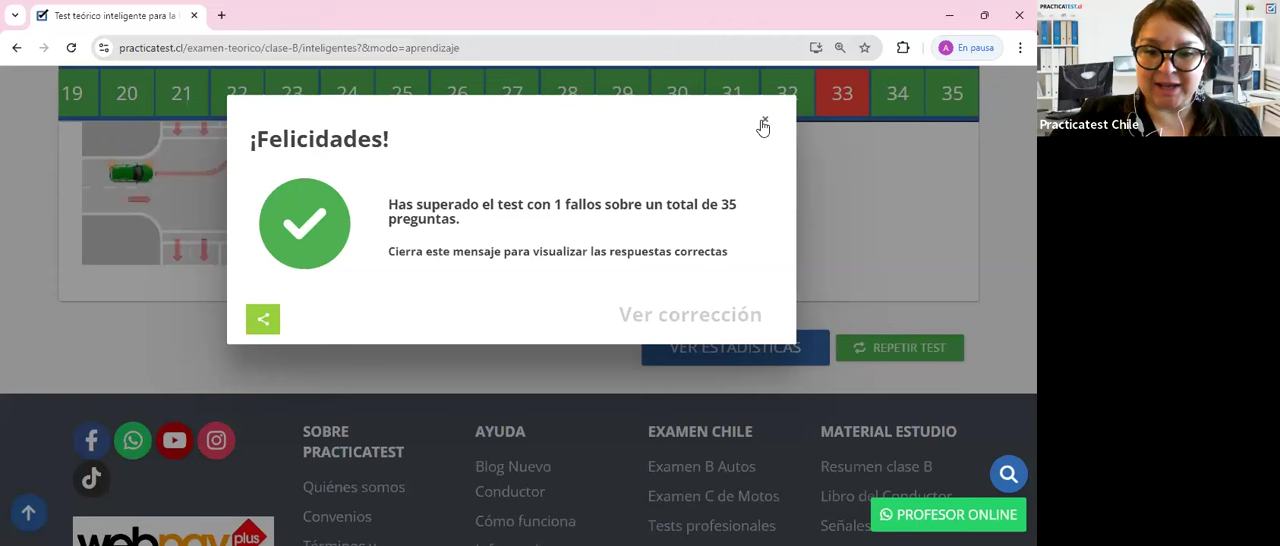 Test teórico inteligente para la
practicatest.cl/examen-teorico/clase-B/inteligentes?&modo=aprendizaje
A En pausa
PRACTICATEST.cl
Practicatest Chile
19 20 21 22 23 24 25 26 27 28 29 30 31 32 33 34 35
¡Felicidades!
Has superado el test con 1 fallos sobre un total de 35
preguntas.
Cierra este mensaje para visualizar las respuestas correctas
Ver corrección
VER ESTADÍSTICAS
REPETIR TEST
SOBRE
PRACTICATEST
Quiénes somos
Convenios
Términos y
AYUDA
Blog Nuevo
Conductor
Cómo funciona
EXAMEN CHILE
Examen B Autos
Examen C de Motos
Tests profesionales
MATERIAL ESTUDIO
Resumen clase B
Libro del Conductor
Señales
PROFESOR ONLINE
webpay plus